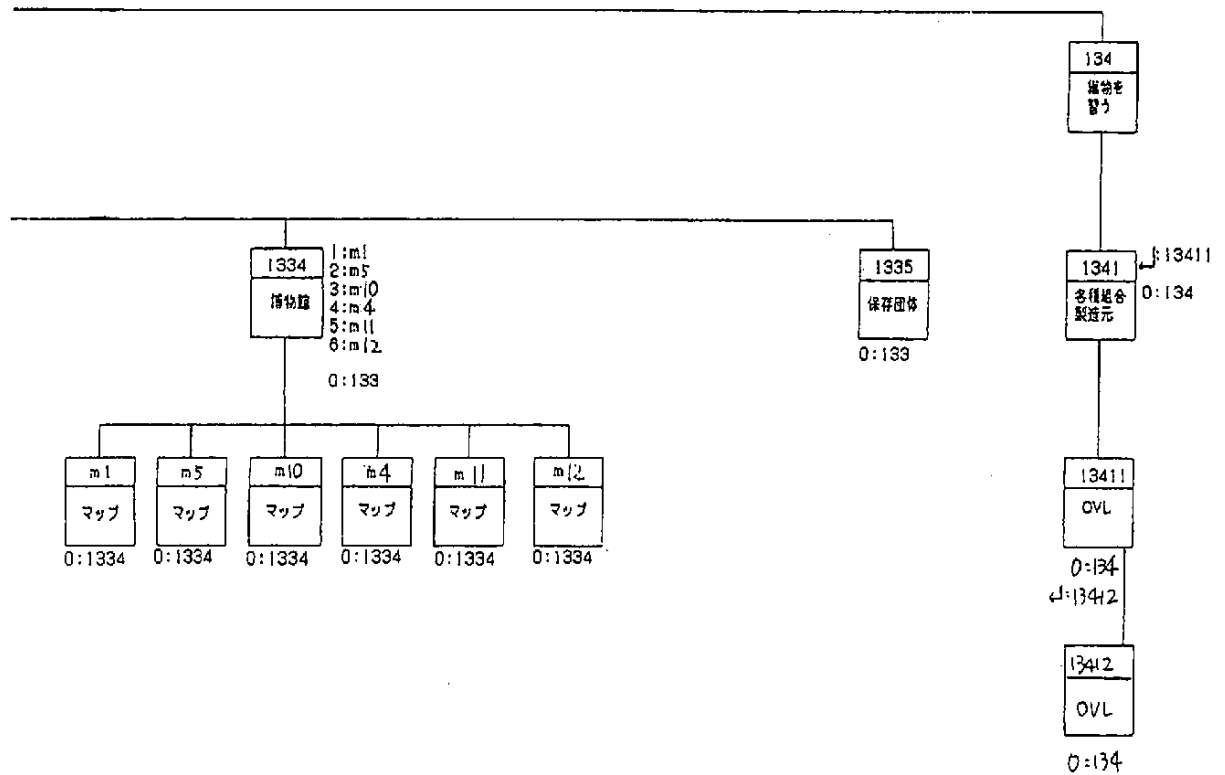 134
織物を
習う
1334
博物館
1:m1
2:m5
3:m10
4:m4
5:m11
6:m12
0:133
1335
保存団体
0:133
1341
各種組合
製造元
↵:13411
0:134
m1
マップ
0:1334
m5
マップ
0:1334
m10
マップ
0:1334
m4
マップ
0:1334
m11
マップ
0:1334
m12
マップ
0:1334
13411
OVL
0:134
↵:13412
13412
OVL
0:134